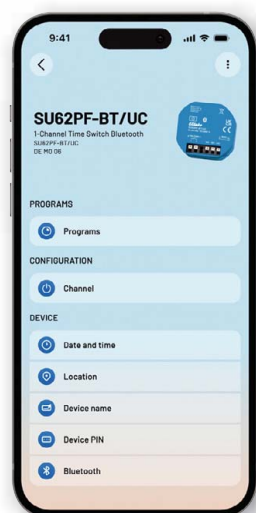 9:41
SU62PF-BT/UC
1-Channel Time Switch Bluetooth
SU62PF-BT/UC
DE MO 06
PROGRAMS
Programs
CONFIGURATION
Channel
DEVICE
Date and time
Location
Device name
Device PIN
Bluetooth